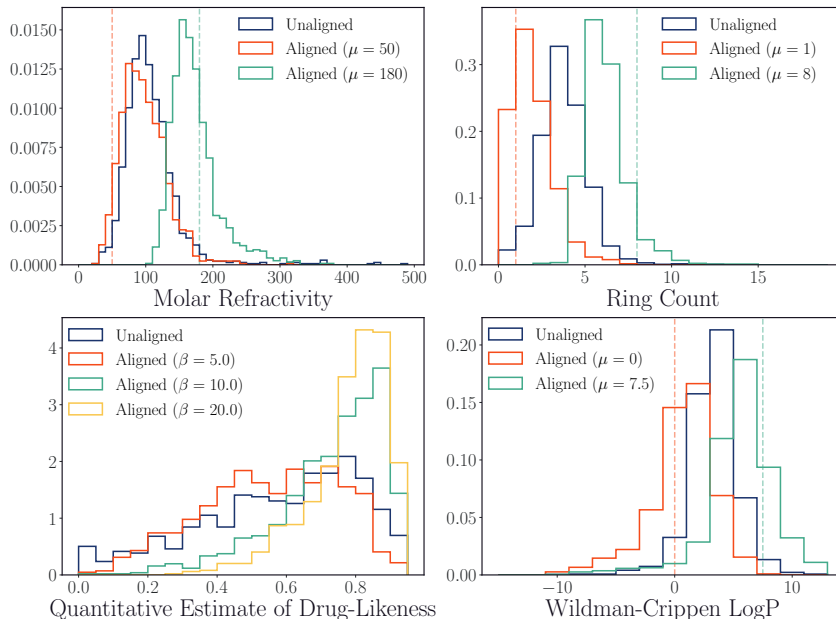 0.0150
0.0125
0.0100
0.0075
0.0050
0.0025
0.0000
0
100
200
300
400
500
Unaligned
Aligned (μ = 50)
Aligned (μ = 180)
Molar Refractivity
0.3
0.2
0.1
0.0
0
5
10
15
Unaligned
Aligned (μ = 1)
Aligned (μ = 8)
Ring Count
4
3
2
1
0
0.0
0.2
0.4
0.6
0.8
Unaligned
Aligned (β = 5.0)
Aligned (β = 10.0)
Aligned (β = 20.0)
Quantitative Estimate of Drug-Likeness
0.20
0.15
0.10
0.05
0.00
−10
0
10
Unaligned
Aligned (μ = 0)
Aligned (μ = 7.5)
Wildman-Crippen LogP